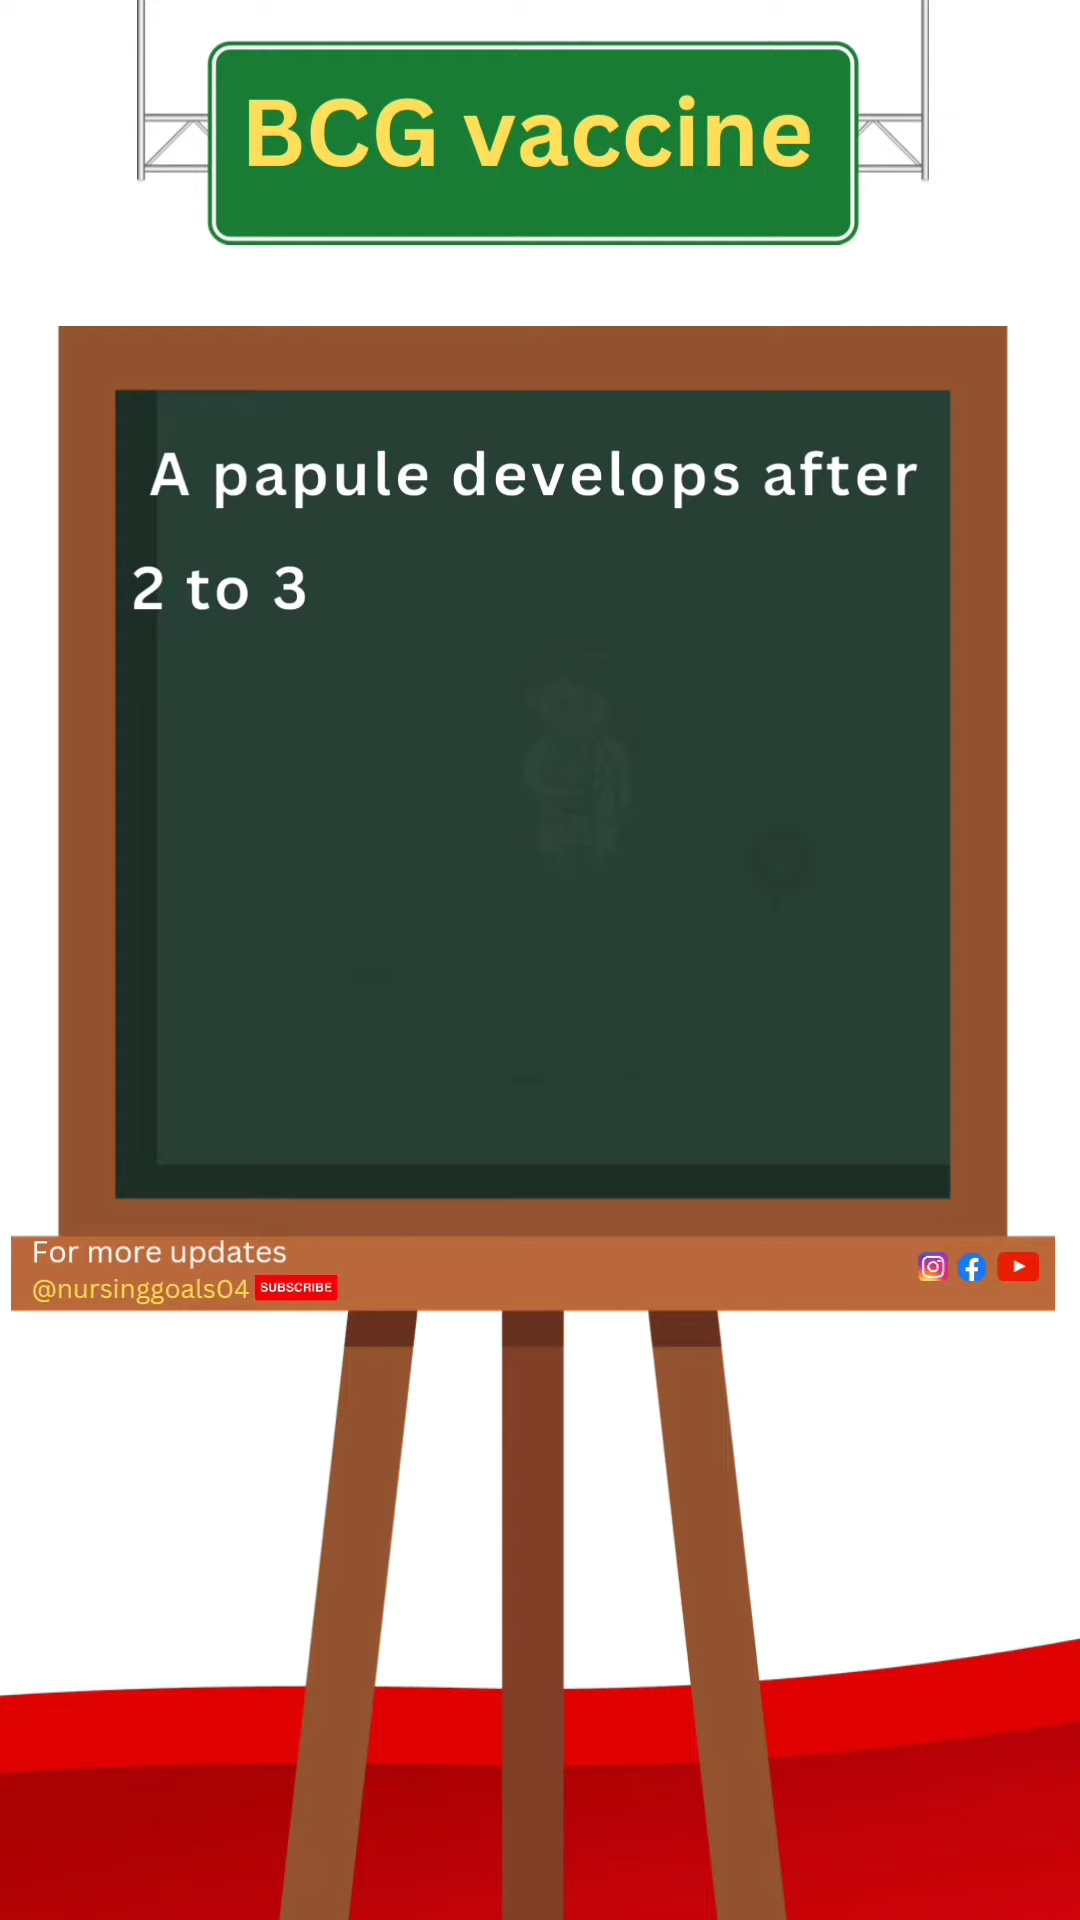 BCG vaccine
A papule develops after
2 to 3
For more updates
@nursinggoals04 SUBSCRIBE